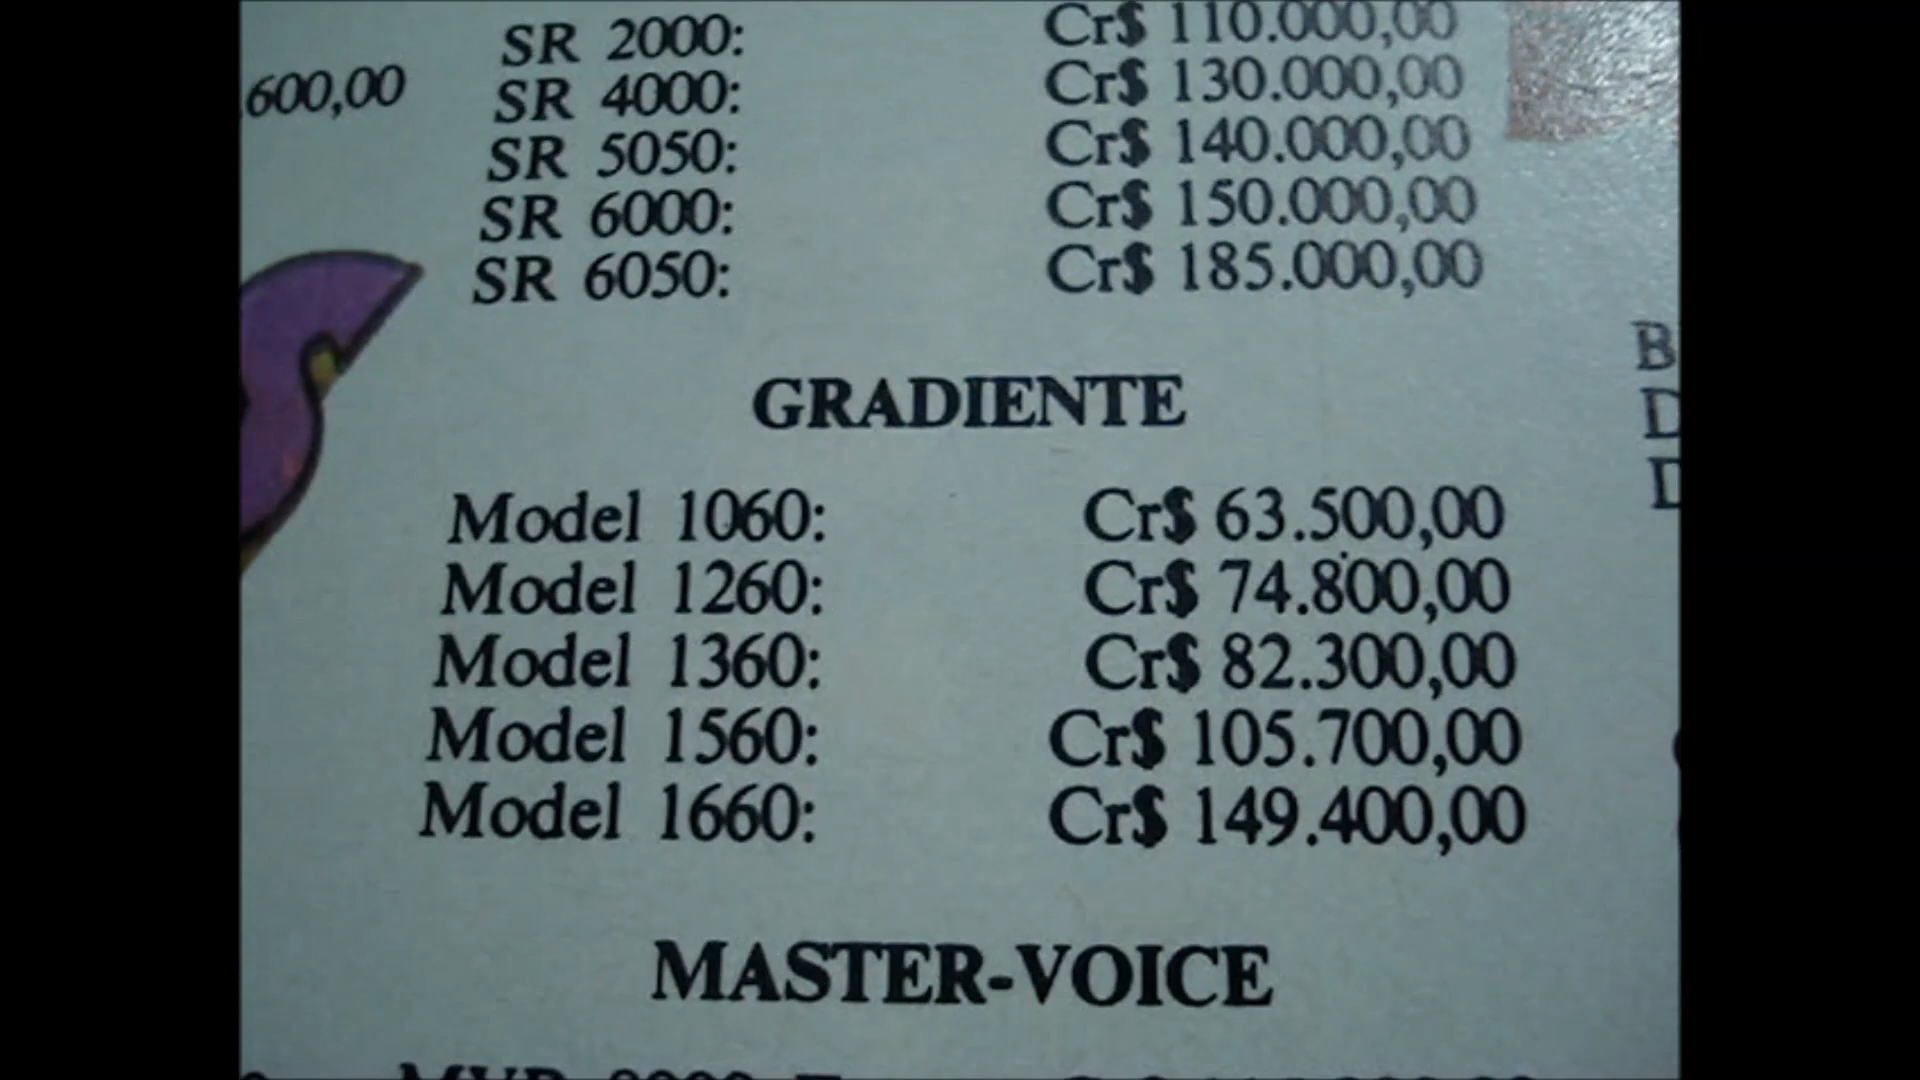 600,00
SR 2000: Cr$ 110.000,00
SR 4000: Cr$ 130.000,00
SR 5050: Cr$ 140.000,00
SR 6000: Cr$ 150.000,00
SR 6050: Cr$ 185.000,00
GRADIENTE
Model 1060: Cr$ 63.500,00
Model 1260: Cr$ 74.800,00
Model 1360: Cr$ 82.300,00
Model 1560: Cr$ 105.700,00
Model 1660: Cr$ 149.400,00
MASTER-VOICE
B
D
D